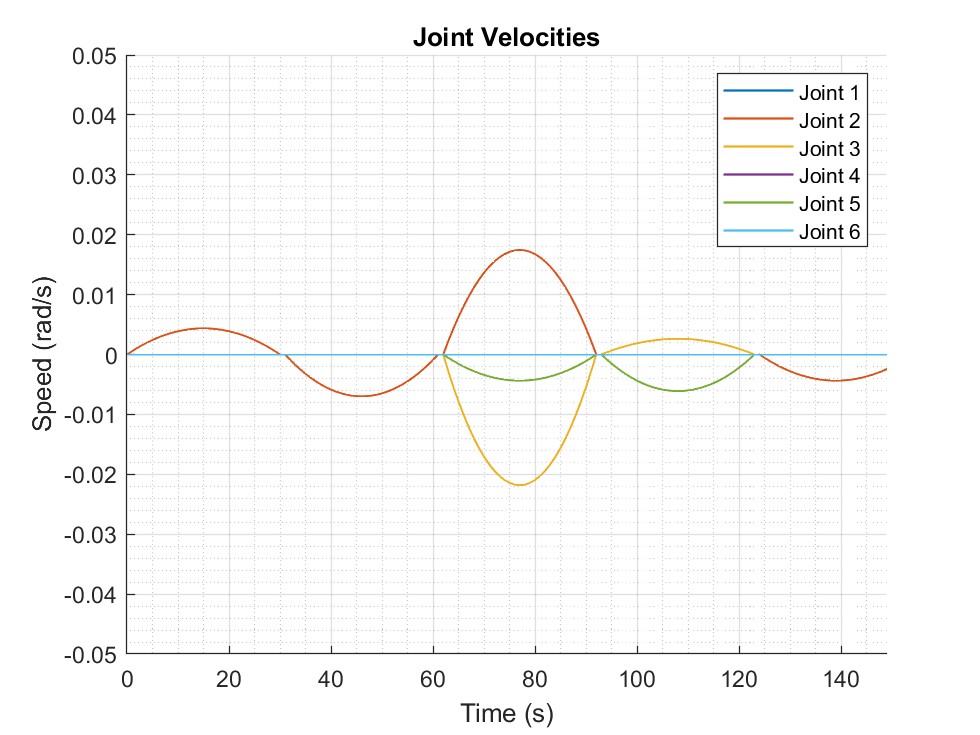 Joint Velocities
0.05
0.04
0.03
0.02
0.01
0
-0.01
-0.02
-0.03
-0.04
-0.05
Speed (rad/s)
Joint 1
Joint 2
Joint 3
Joint 4
Joint 5
Joint 6
0 20 40 60 80 100 120 140
Time (s)